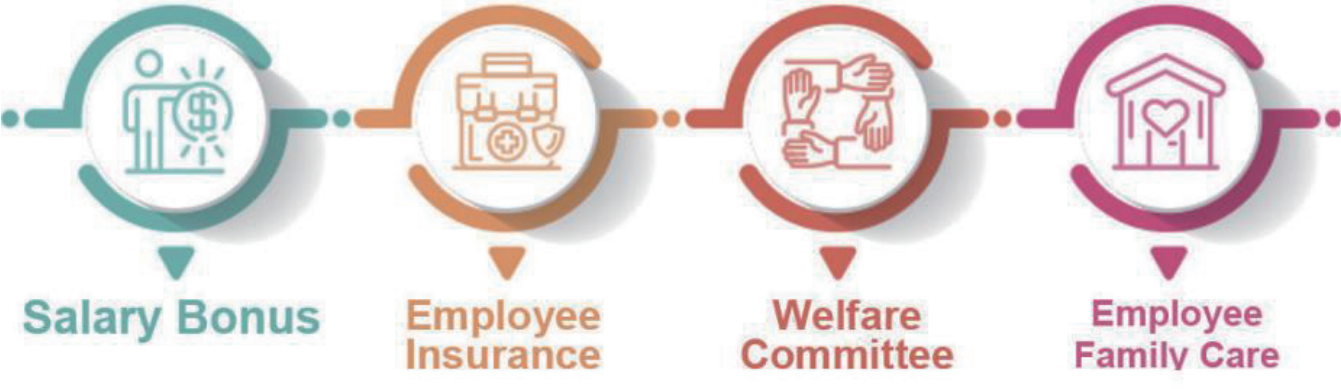 Salary Bonus
Employee
Insurance
Welfare
Committee
Employee
Family Care